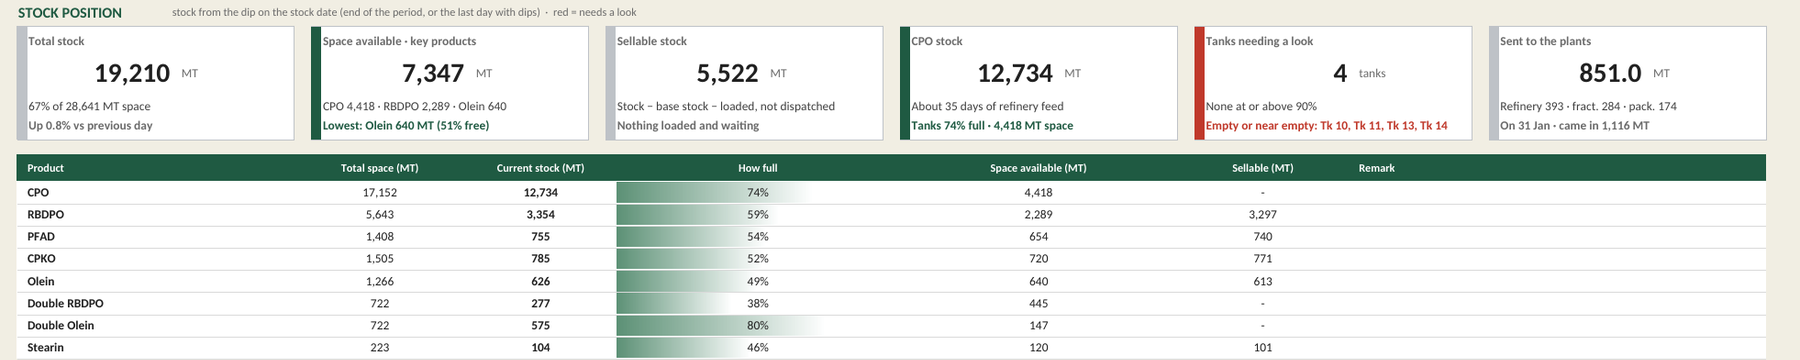 STOCK POSITION stock from the dip on the stock date (end of the period, or the last day with dips) · red = needs a look
Total stock
19,210 MT
67% of 28,641 MT space
Up 0.8% vs previous day
Space available · key products
7,347 MT
CPO 4,418 · RBDPO 2,289 · Olein 640
Lowest: Olein 640 MT (51% free)
Sellable stock
5,522 MT
Stock − base stock − loaded, not dispatched
Nothing loaded and waiting
CPO stock
12,734 MT
About 35 days of refinery feed
Tanks 74% full · 4,418 MT space
Tanks needing a look
4 tanks
None at or above 90%
Empty or near empty: Tk 10, Tk 11, Tk 13, Tk 14
Sent to the plants
851.0 MT
Refinery 393 · fract. 284 · pack. 174
On 31 Jan · came in 1,116 MT
Product Total space (MT) Current stock (MT) How full Space available (MT) Sellable (MT) Remark
CPO 17,152 12,734 74% 4,418 -
RBDPO 5,643 3,354 59% 2,289 3,297
PFAD 1,408 755 54% 654 740
CPKO 1,505 785 52% 720 771
Olein 1,266 626 49% 640 613
Double RBDPO 722 277 38% 445 -
Double Olein 722 575 80% 147 -
Stearin 223 104 46% 120 101